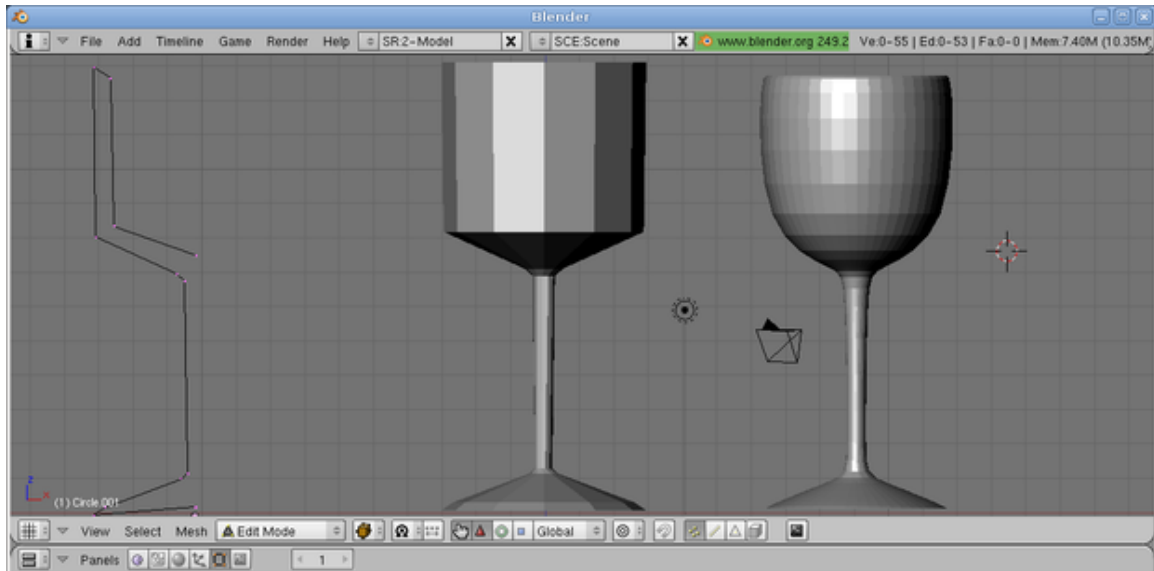 Blender
File Add Timeline Game Render Help SR:2-Model X SCE:Scene X www.blender.org 249.2 Ve:0-55 | Ed:0-53 | Fa:0-0 | Mem:7.40M (10.35M)
z
x
(1) Circle.001
View Select Mesh Edit Mode Global
Panels 1